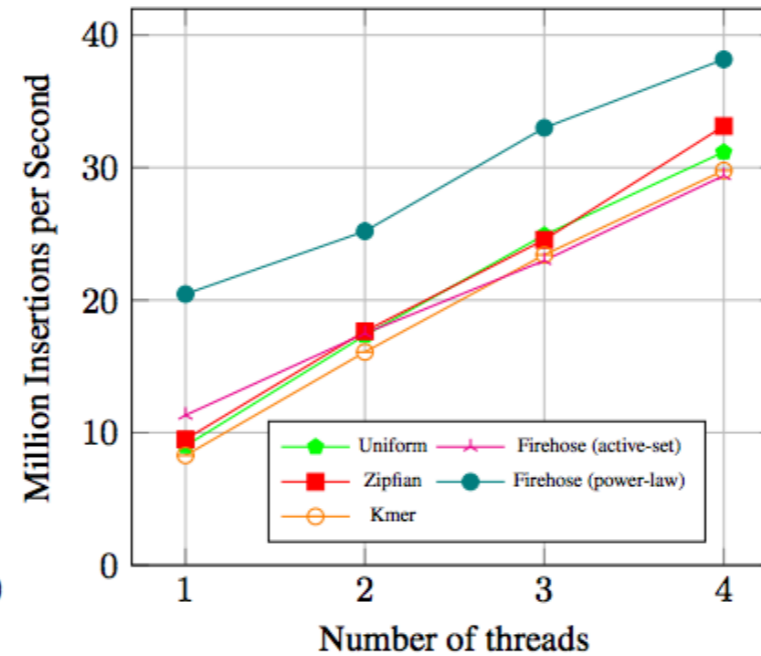 Million Insertions per Second
40
30
20
10
0
Uniform Firehose (active-set)
Zipfian Firehose (power-law)
Kmer
1 2 3 4
Number of threads